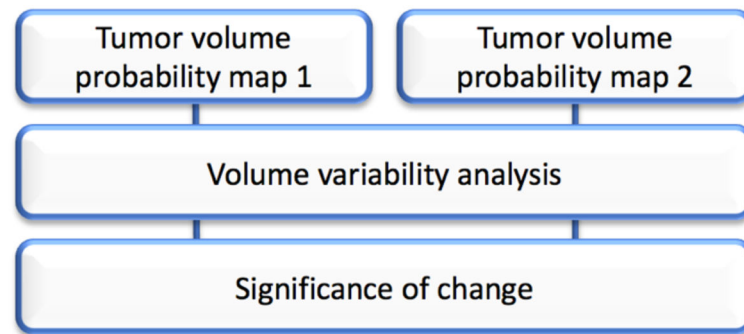 Tumor volume
probability map 1
Tumor volume
probability map 2
Volume variability analysis
Significance of change